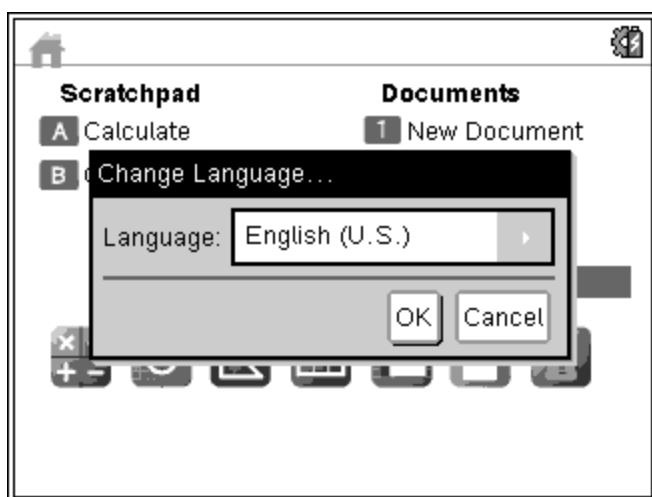 Scratchpad Documents
A Calculate 1 New Document
B
Change Language...
Language: English (U.S.)
OK Cancel